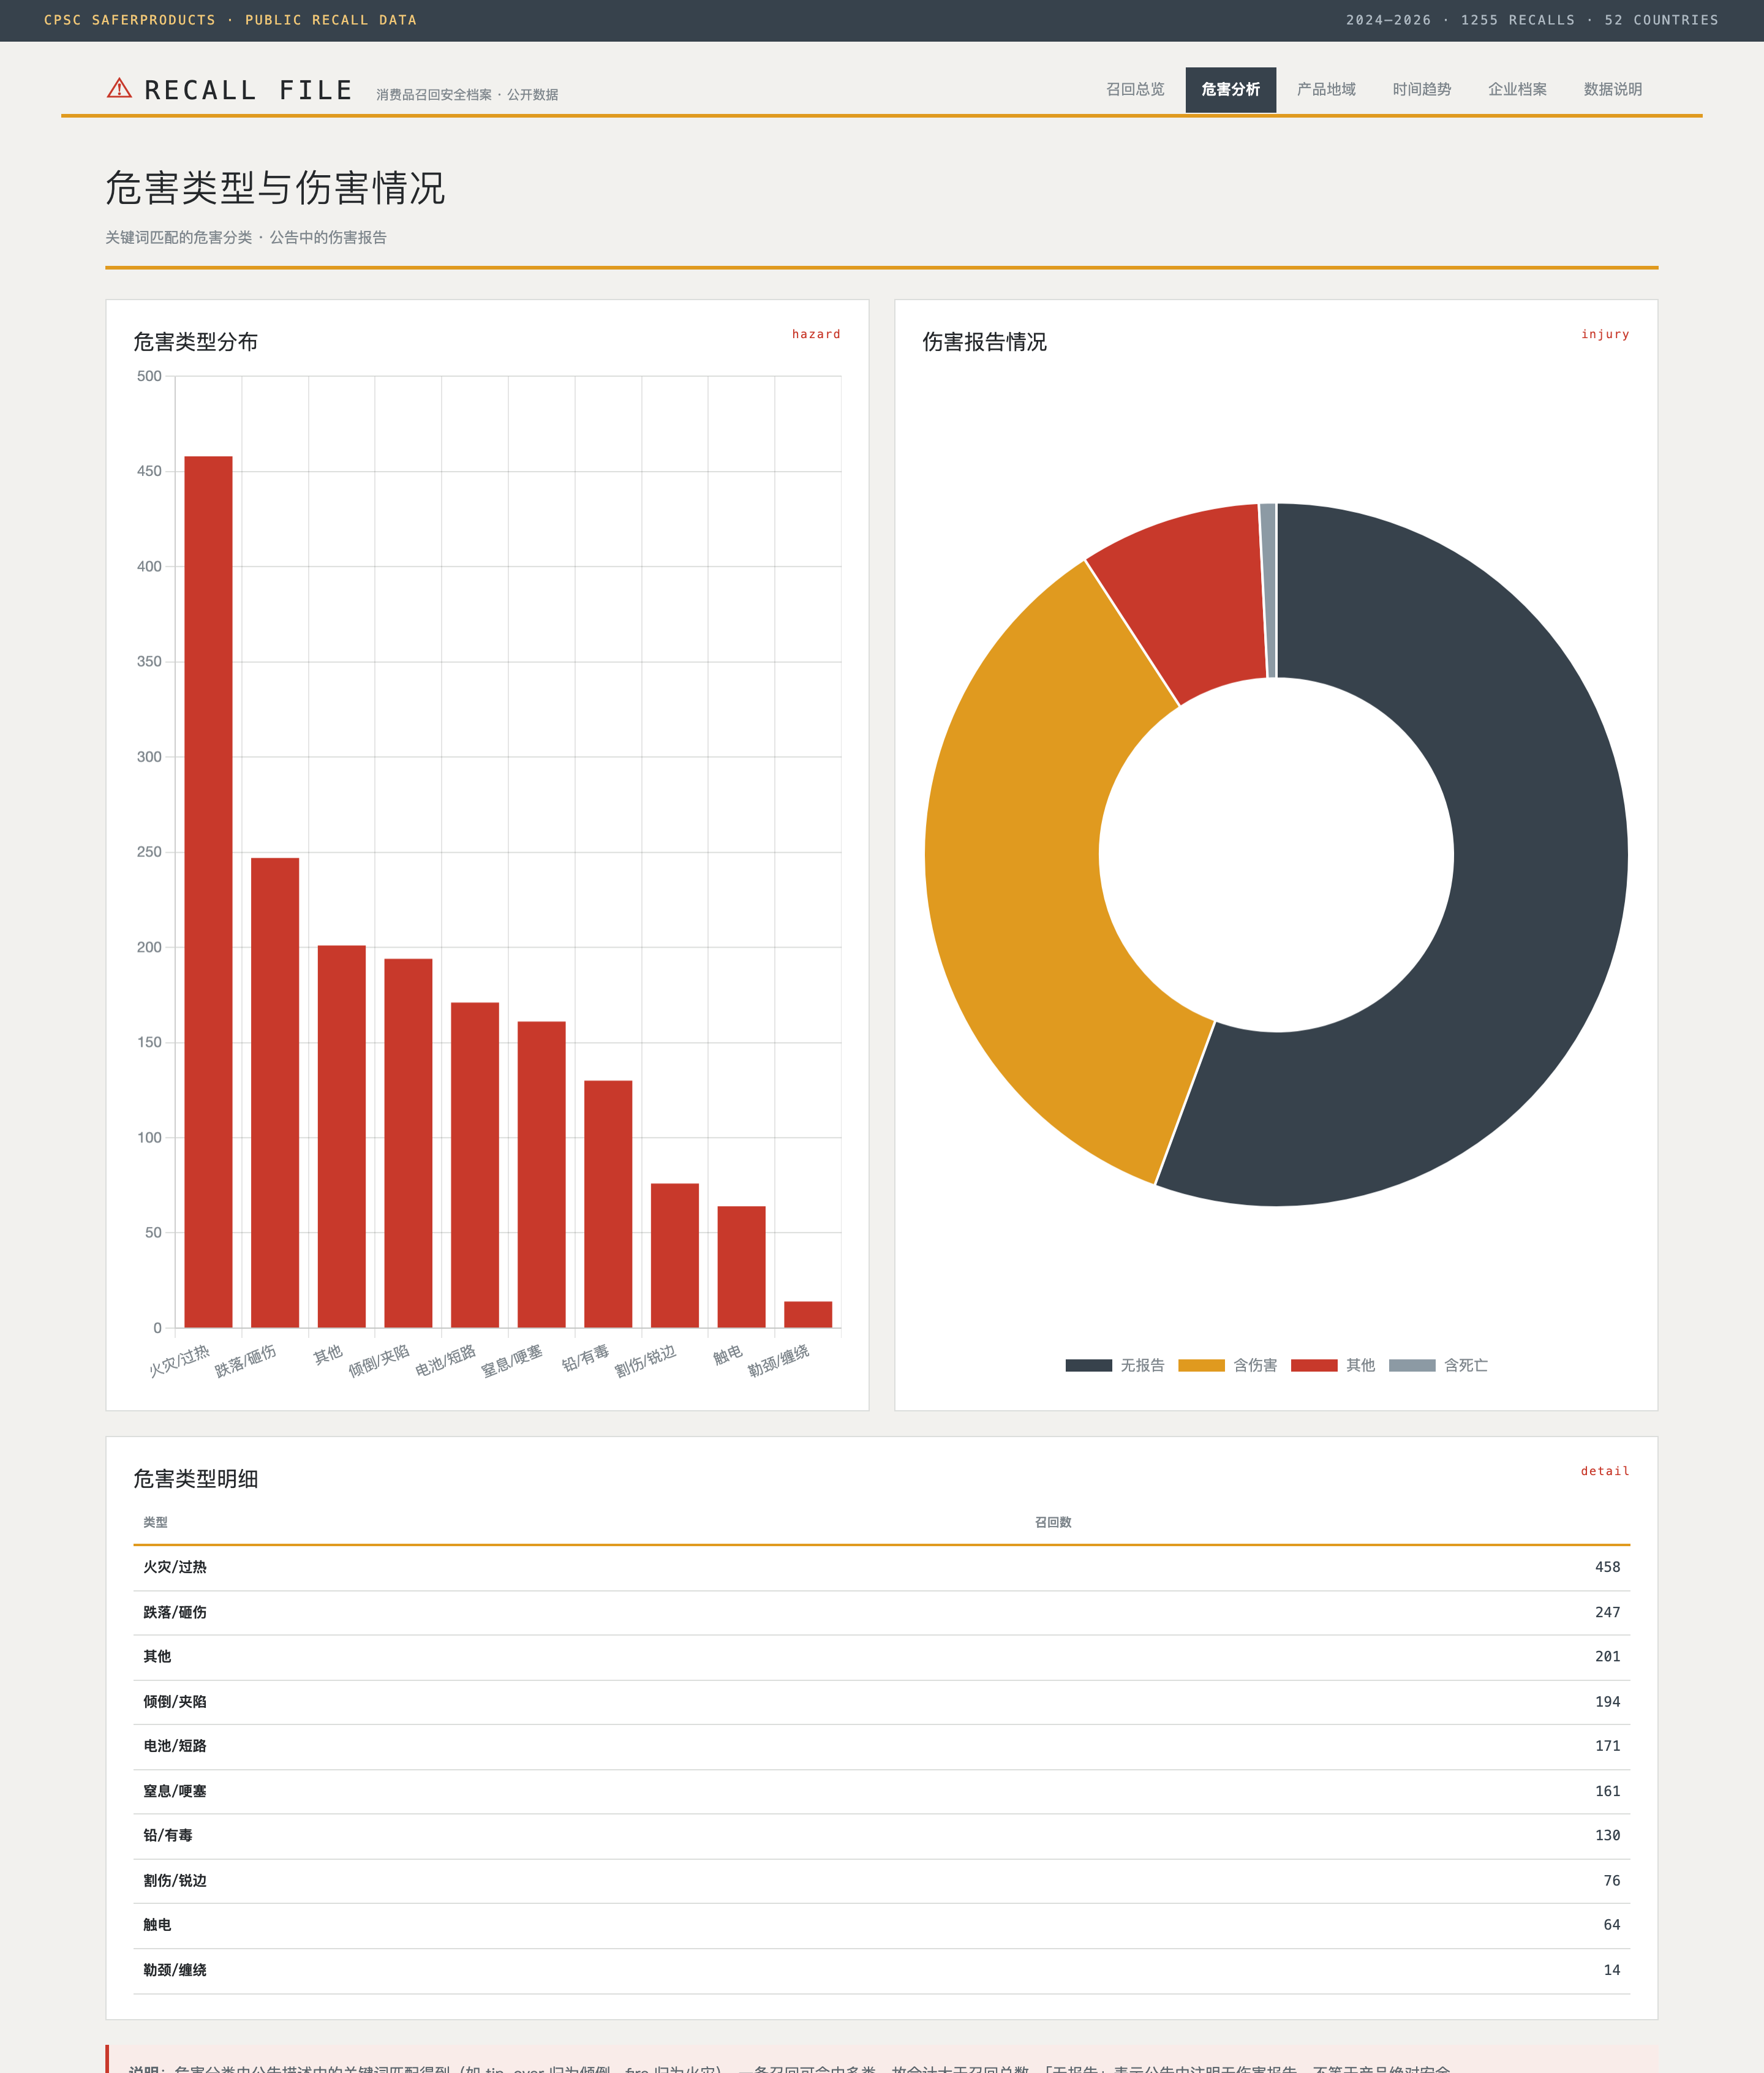 CPSC SAFERPRODUCTS · PUBLIC RECALL DATA
2024—2026 · 1255 RECALLS · 52 COUNTRIES
RECALL FILE 消费品召回安全档案 · 公开数据
召回总览 危害分析 产品地域 时间趋势 企业档案 数据说明
危害类型与伤害情况
关键词匹配的危害分类 · 公告中的伤害报告
危害类型分布 hazard
500
450
400
350
300
250
200
150
100
50
0
火灾/过热 跌落/砸伤 其他 倾倒/夹陷 电池/短路 窒息/哽塞 铅/有毒 割伤/锐边 触电 勒颈/缠绕
伤害报告情况 injury
无报告 含伤害 其他 含死亡
危害类型明细 detail
类型 召回数
火灾/过热 458
跌落/砸伤 247
其他 201
倾倒/夹陷 194
电池/短路 171
窒息/哽塞 161
铅/有毒 130
割伤/锐边 76
触电 64
勒颈/缠绕 14